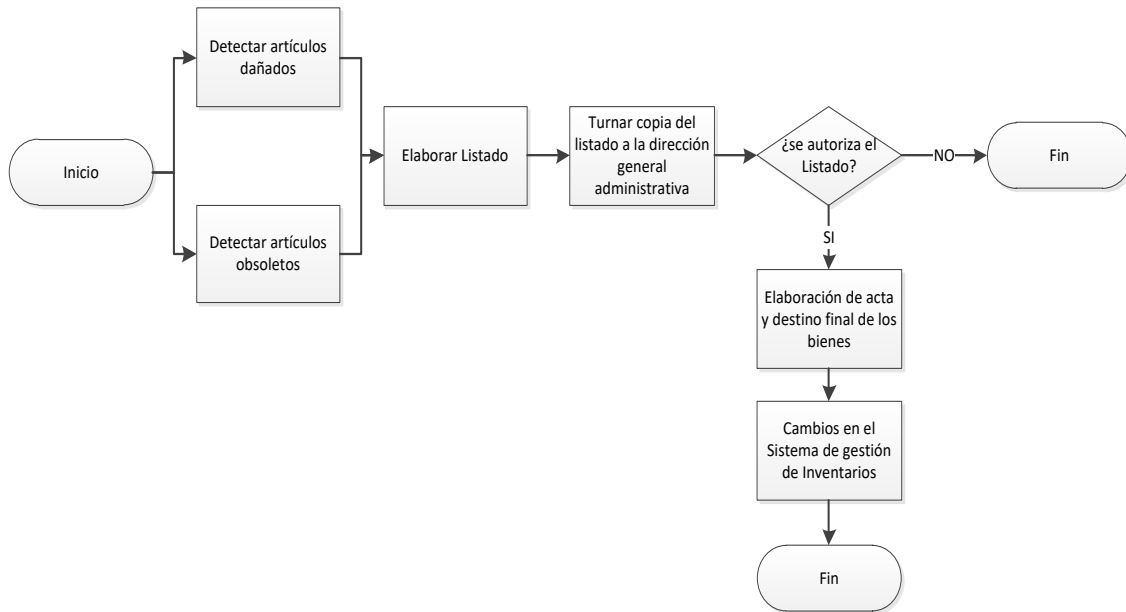 Inicio
Detectar artículos
dañados
Detectar artículos
obsoletos
Elaborar Listado
Turnar copia del
listado a la dirección
general
administrativa
¿se autoriza el
Listado?
NO
Fin
SI
Elaboración de acta
y destino final de los
bienes
Cambios en el
Sistema de gestión
de Inventarios
Fin